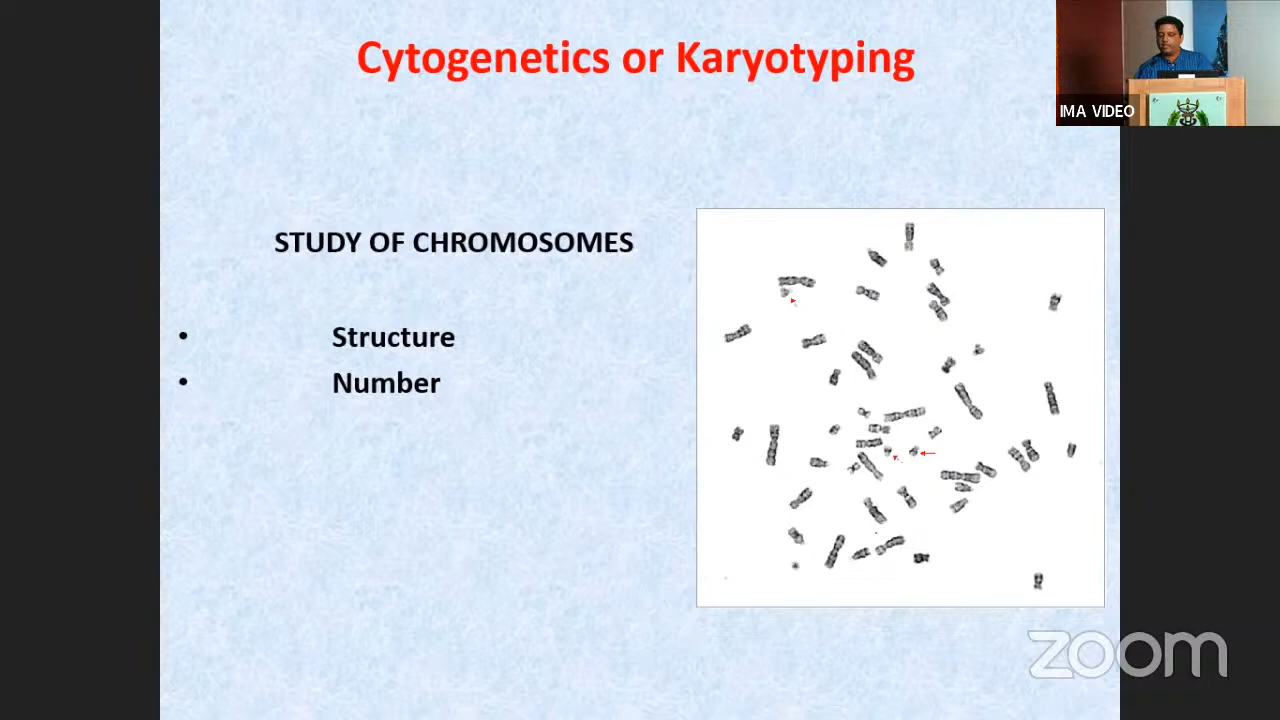 Cytogenetics or Karyotyping
IMA VIDEO
STUDY OF CHROMOSOMES
• Structure
• Number
zoom